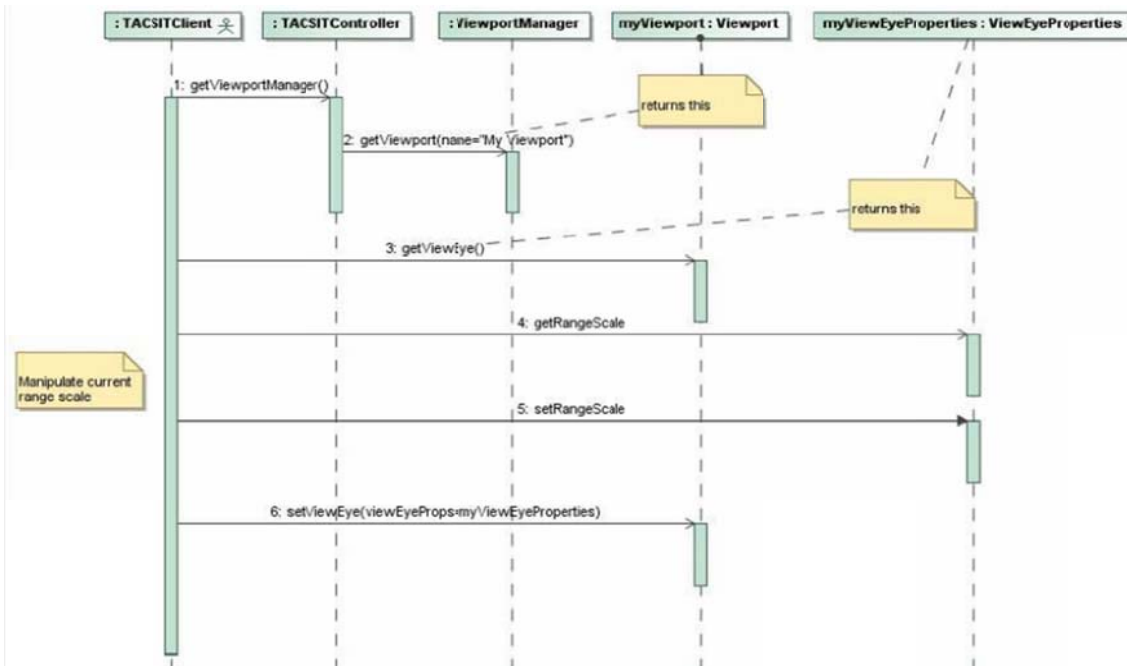 : TACSITClient
: TACSITController
: ViewportManager
myViewport : Viewport
myViewEyeProperties : ViewEyeProperties
1: getViewportManager()
returns this
2: getViewport(name="My Viewport")
returns this
3: getViewEye()
4: getRangeScale
Manipulate current
range scale
5: setRangeScale
6: setViewEye(viewEyeProps=myViewEyeProperties)